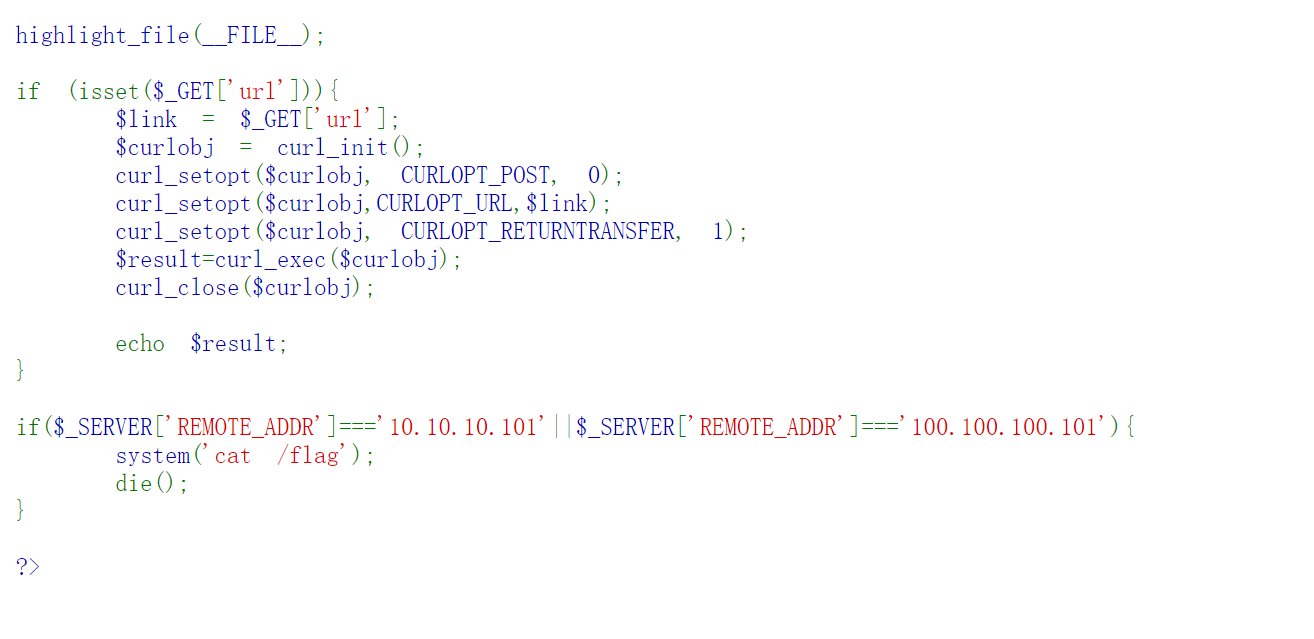 highlight_file(__FILE__);
if (isset($_GET['url'])){
$link = $_GET['url'];
$curlobj = curl_init();
curl_setopt($curlobj, CURLOPT_POST, 0);
curl_setopt($curlobj,CURLOPT_URL,$link);
curl_setopt($curlobj, CURLOPT_RETURNTRANSFER, 1);
$result=curl_exec($curlobj);
curl_close($curlobj);
echo $result;
}
if($_SERVER['REMOTE_ADDR']==='10.10.10.101'||$_SERVER['REMOTE_ADDR']==='100.100.100.101'){
system('cat /flag');
die();
}
?>